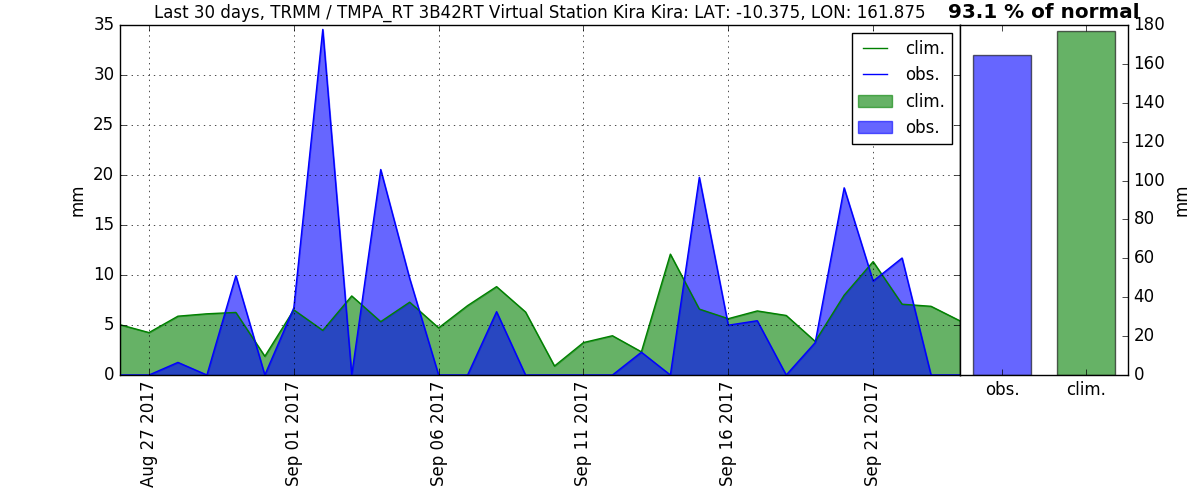 Last 30 days, TRMM / TMPA_RT 3B42RT Virtual Station Kira Kira: LAT: -10.375, LON: 161.875
93.1 % of normal
35
30
25
20
15
10
5
0
mm
clim.
obs.
clim.
obs.
180
160
140
120
100
80
60
40
20
0
mm
Aug 27 2017
Sep 01 2017
Sep 06 2017
Sep 11 2017
Sep 16 2017
Sep 21 2017
obs.
clim.